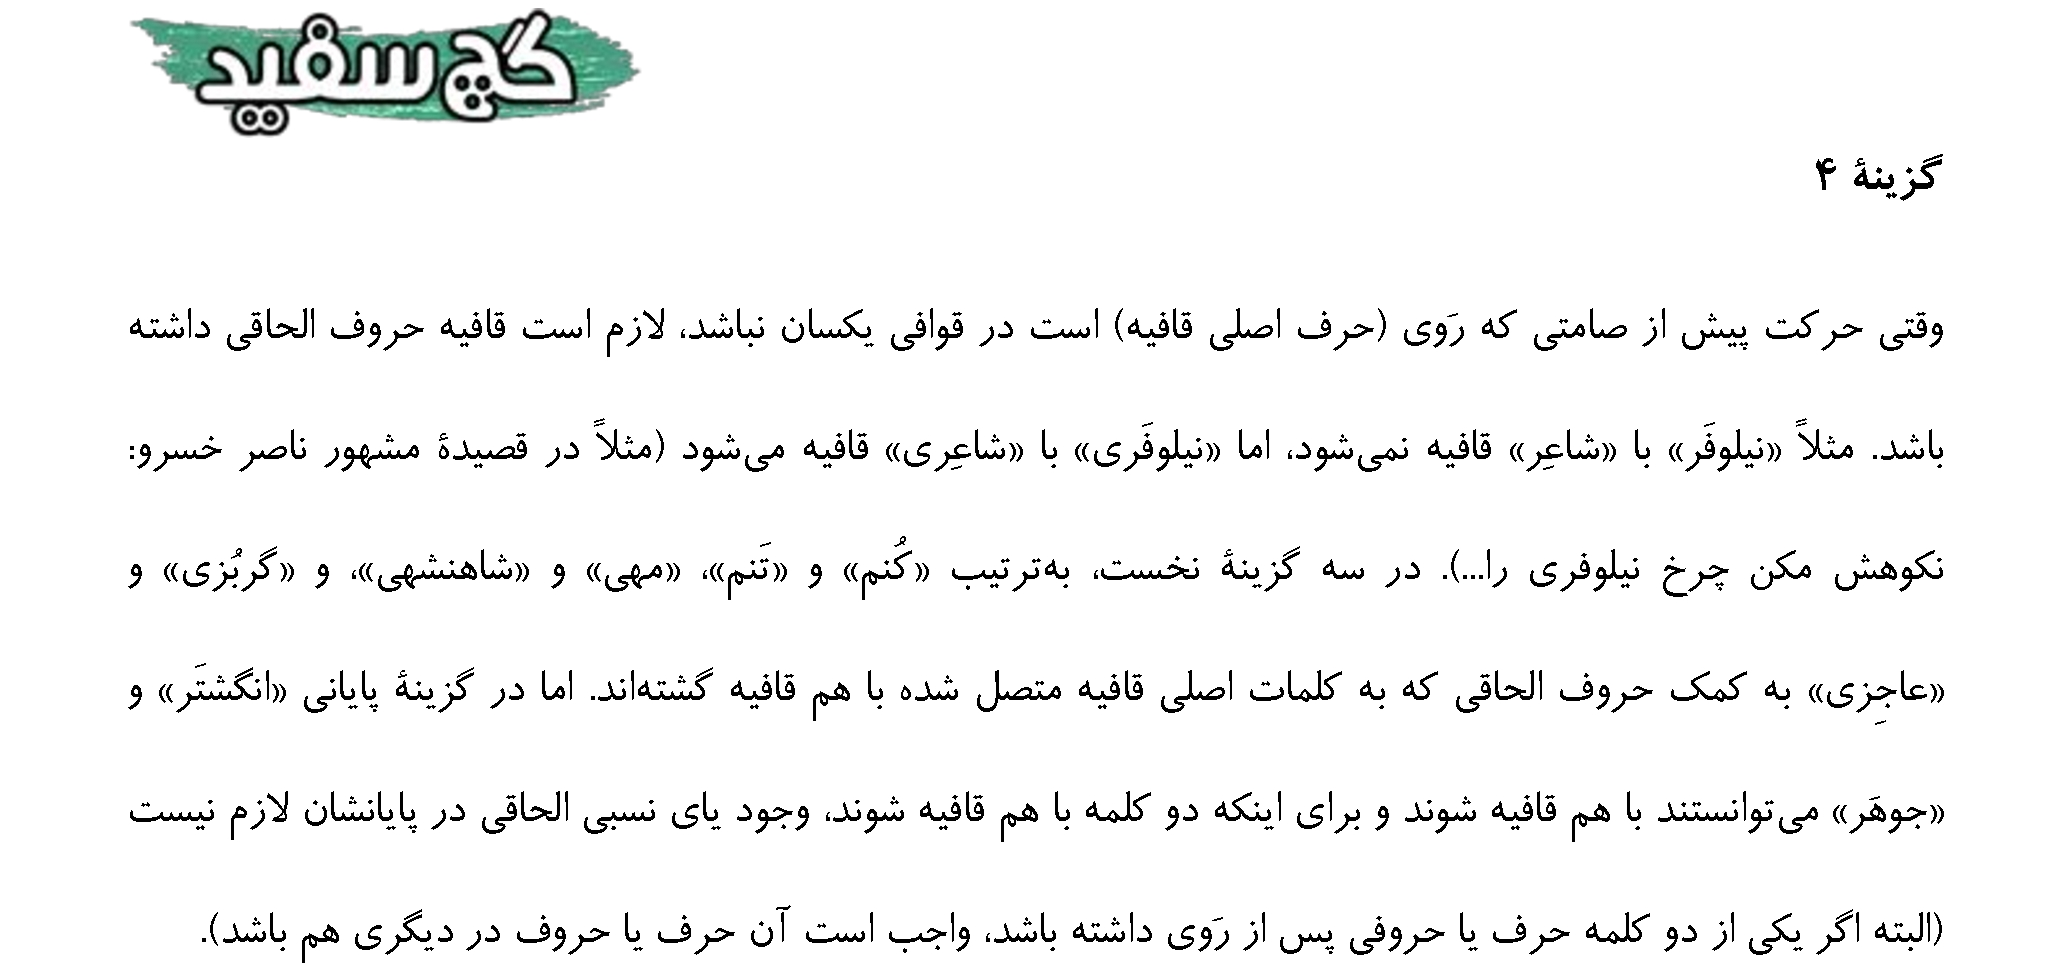 گچ سفید
گزینهٔ ۴
وقتی حرکت پیش از صامتی که رَوی (حرف اصلی قافیه) است در قوافی یکسان نباشد، لازم است قافیه حروف الحاقی داشته
باشد. مثلاً «نیلوفَر» با «شاعِر» قافیه نمی‌شود، اما «نیلوفَری» با «شاعِری» قافیه می‌شود (مثلاً در قصیدهٔ مشهور ناصر خسرو:
نکوهش مکن چرخ نیلوفری را...). در سه گزینهٔ نخست، به‌ترتیب «کُنم» و «تَنم»، «مهی» و «شاهنشهی»، و «گربُزی» و
«عاجِزی» به کمک حروف الحاقی که به کلمات اصلی قافیه متصل شده با هم قافیه گشته‌اند. اما در گزینهٔ پایانی «انگشتَر» و
«جوهَر» می‌توانستند با هم قافیه شوند و برای اینکه دو کلمه با هم قافیه شوند، وجود یای نسبی الحاقی در پایانشان لازم نیست
(البته اگر یکی از دو کلمه حرف یا حروفی پس از رَوی داشته باشد، واجب است آن حرف یا حروف در دیگری هم باشد).